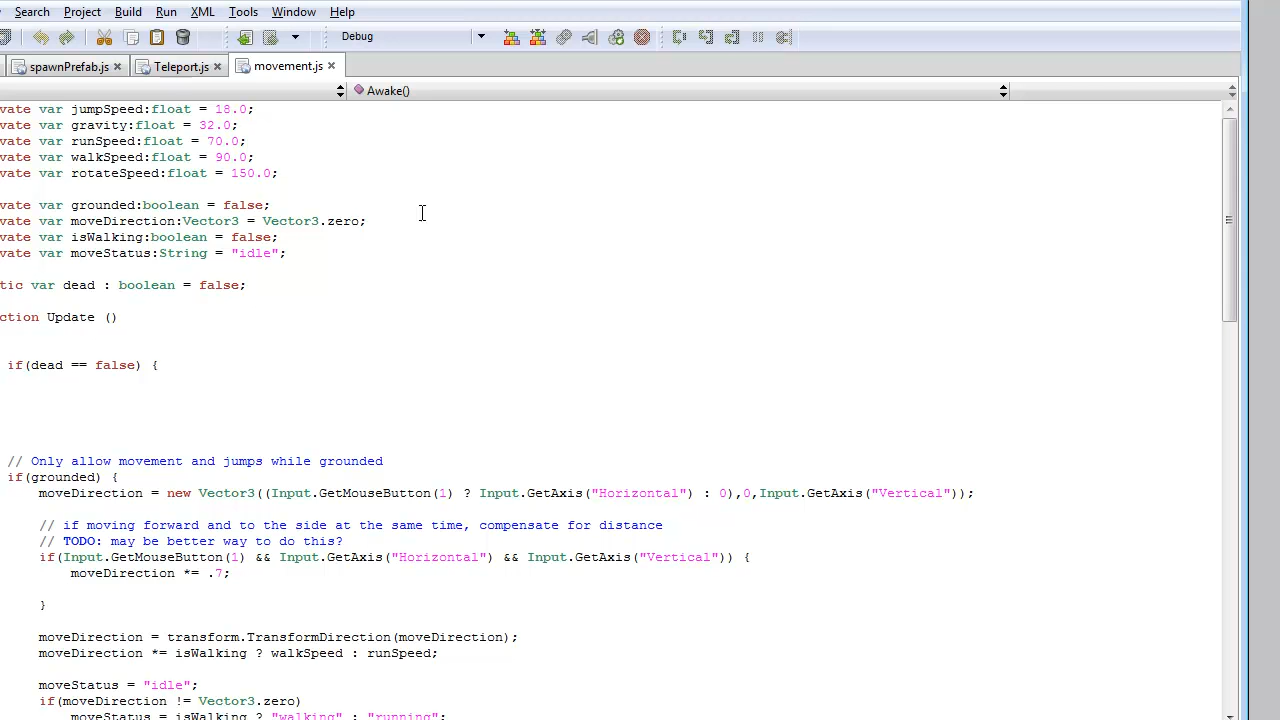 Search Project Build Run XML Tools Window Help
Debug
spawnPrefab.js Teleport.js movement.js
Awake()
vate var jumpSpeed:float = 18.0;
vate var gravity:float = 32.0;
vate var runSpeed:float = 70.0;
vate var walkSpeed:float = 90.0;
vate var rotateSpeed:float = 150.0;
vate var grounded:boolean = false;
vate var moveDirection:Vector3 = Vector3.zero;
vate var isWalking:boolean = false;
vate var moveStatus:String = "idle";
tic var dead : boolean = false;
ction Update ()
if(dead == false) {
// Only allow movement and jumps while grounded
if(grounded) {
moveDirection = new Vector3((Input.GetMouseButton(1) ? Input.GetAxis("Horizontal") : 0),0,Input.GetAxis("Vertical"));
// if moving forward and to the side at the same time, compensate for distance
// TODO: may be better way to do this?
if(Input.GetMouseButton(1) && Input.GetAxis("Horizontal") && Input.GetAxis("Vertical")) {
moveDirection *= .7;
}
moveDirection = transform.TransformDirection(moveDirection);
moveDirection *= isWalking ? walkSpeed : runSpeed;
moveStatus = "idle";
if(moveDirection != Vector3.zero)
moveStatus = isWalking ? "walking" : "running";